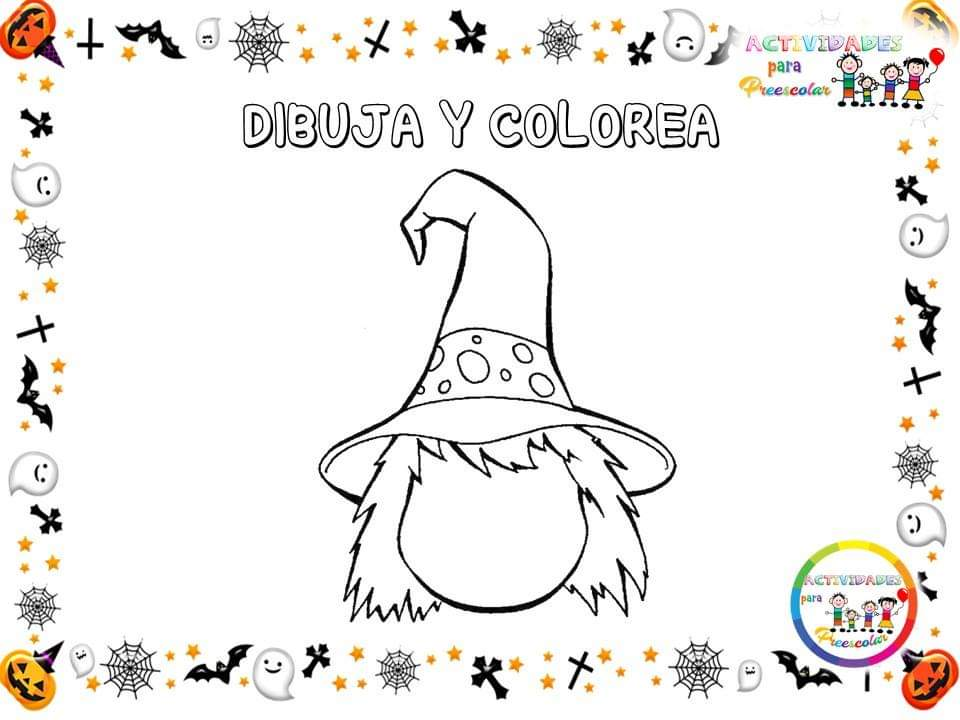 ACTIVIDADES
para
Preescolar
DIBUJA Y COLOREA
ACTIVIDADES
para
Preescolar